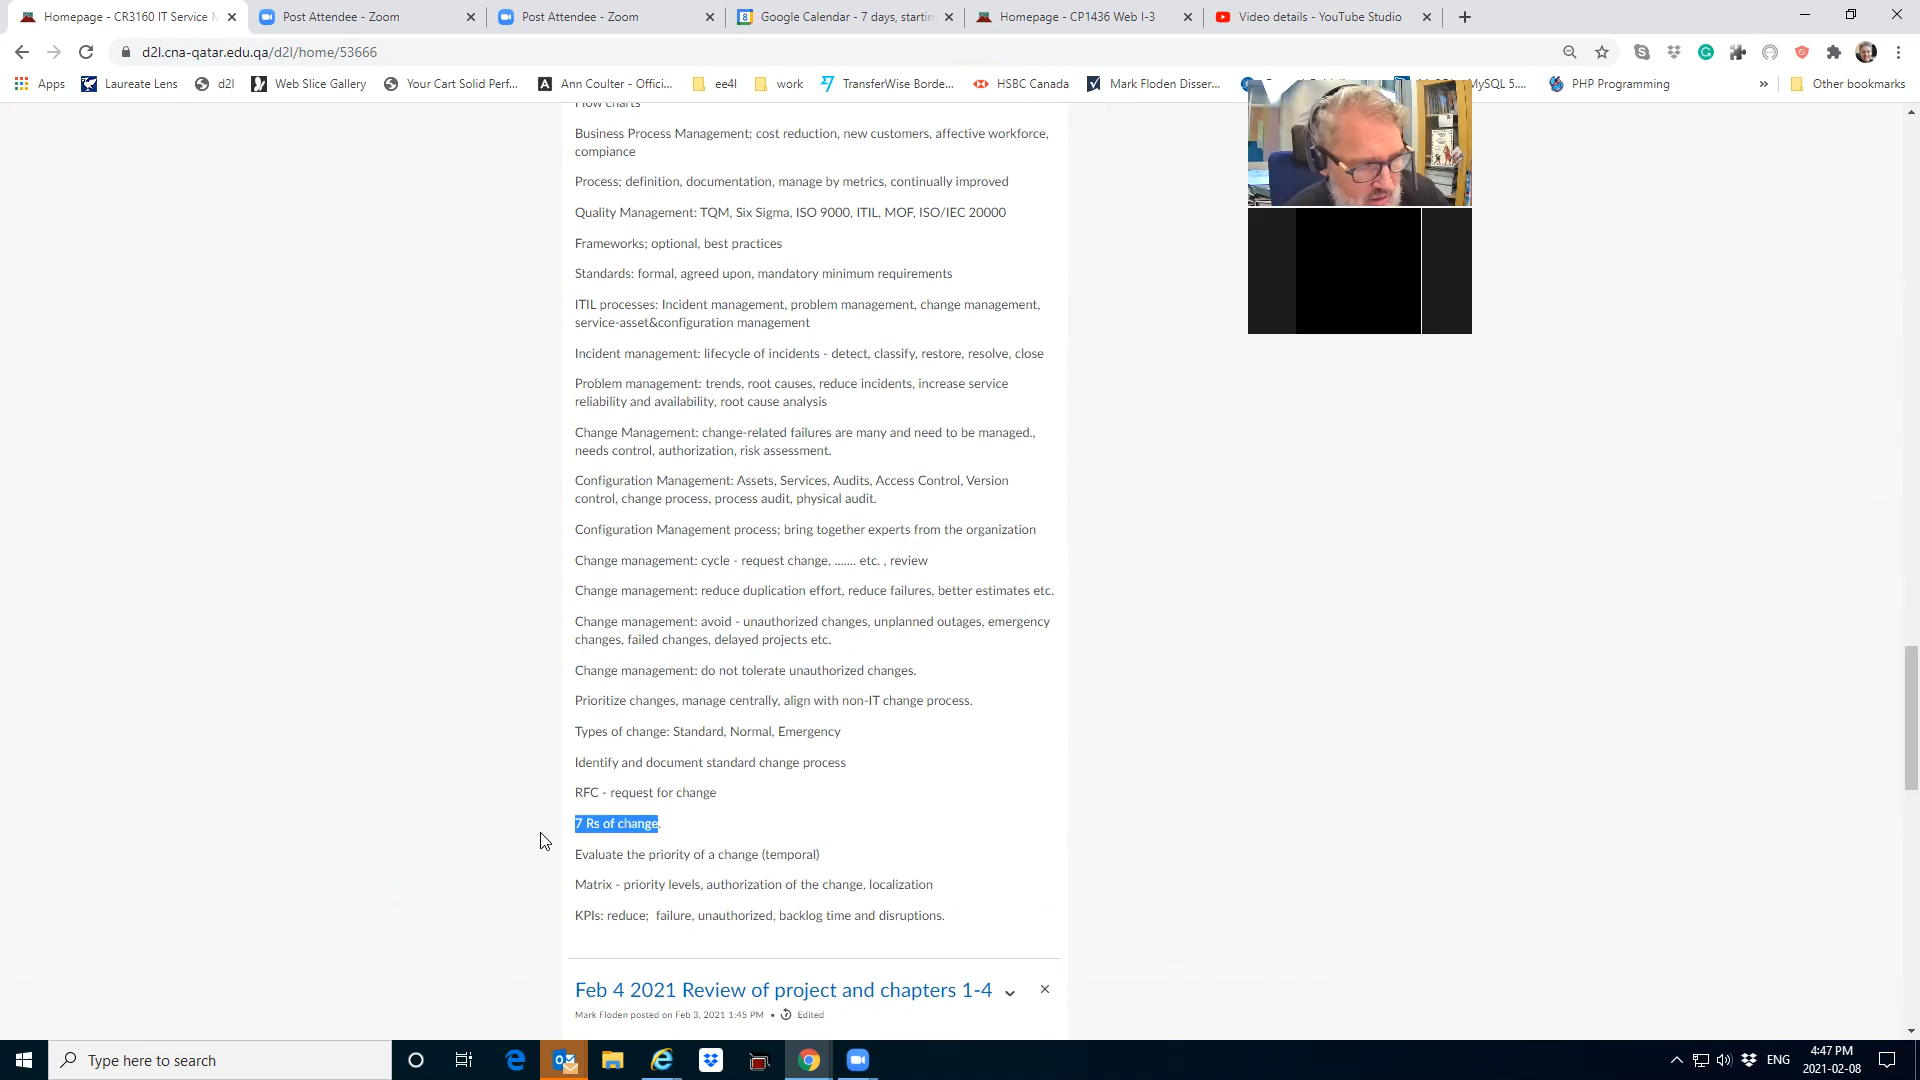 Homepage - CR3160 IT Service M
Post Attendee - Zoom
Post Attendee - Zoom
Google Calendar - 7 days, startin
Homepage - CP1436 Web I-3
Video details - YouTube Studio
d2l.cna-qatar.edu.qa/d2l/home/53666
Apps
Laureate Lens
d2l
Web Slice Gallery
Your Cart Solid Perf...
Ann Coulter - Offici...
ee4l
work
TransferWise Borde...
HSBC Canada
Mark Floden Disser...
MySQL 5....
PHP Programming
»
Other bookmarks
Flow charts
Business Process Management; cost reduction, new customers, affective workforce,
compiance
Process; definition, documentation, manage by metrics, continually improved
Quality Management: TQM, Six Sigma, ISO 9000, ITIL, MOF, ISO/IEC 20000
Frameworks; optional, best practices
Standards: formal, agreed upon, mandatory minimum requirements
ITIL processes: Incident management, problem management, change management,
service-asset&configuration management
Incident management: lifecycle of incidents - detect, classify, restore, resolve, close
Problem management: trends, root causes, reduce incidents, increase service
reliability and availability, root cause analysis
Change Management: change-related failures are many and need to be managed.,
needs control, authorization, risk assessment.
Configuration Management: Assets, Services, Audits, Access Control, Version
control, change process, process audit, physical audit.
Configuration Management process; bring together experts from the organization
Change management: cycle - request change, ....... etc. , review
Change management: reduce duplication effort, reduce failures, better estimates etc.
Change management: avoid - unauthorized changes, unplanned outages, emergency
changes, failed changes, delayed projects etc.
Change management: do not tolerate unauthorized changes.
Prioritize changes, manage centrally, align with non-IT change process.
Types of change: Standard, Normal, Emergency
Identify and document standard change process
RFC - request for change
7 Rs of change.
Evaluate the priority of a change (temporal)
Matrix - priority levels, authorization of the change, localization
KPIs: reduce; failure, unauthorized, backlog time and disruptions.
Feb 4 2021 Review of project and chapters 1-4
Mark Floden posted on Feb 3, 2021 1:45 PM • Edited
Type here to search
ENG
4:47 PM
2021-02-08